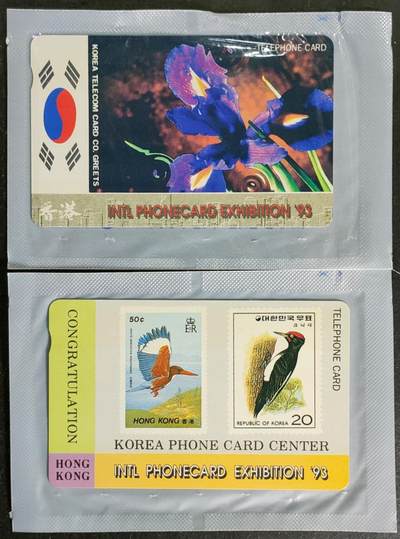 TELEPHONE CARD
KOREA TELECOM CARD CO. GREETS
香港
INTL PHONECARD EXHIBITION '93
CONGRATULATION
HONG
KONG
50¢
HONG KONG 香港
대한민국 우표
REPUBLIC OF KOREA
20
TELEPHONE CARD
KOREA PHONE CARD CENTER
INTL PHONECARD EXHIBITION '93